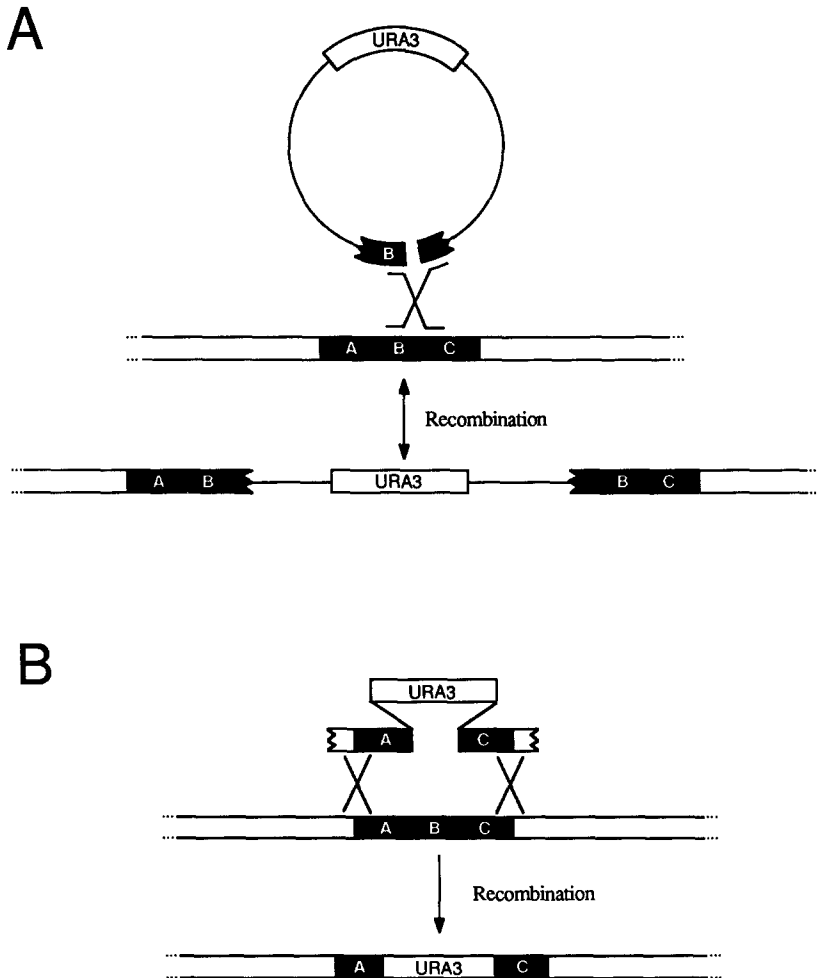 A
URA3
B
A B C
Recombination
A B URA3 B C
B
URA3
A C
A B C
Recombination
A URA3 C